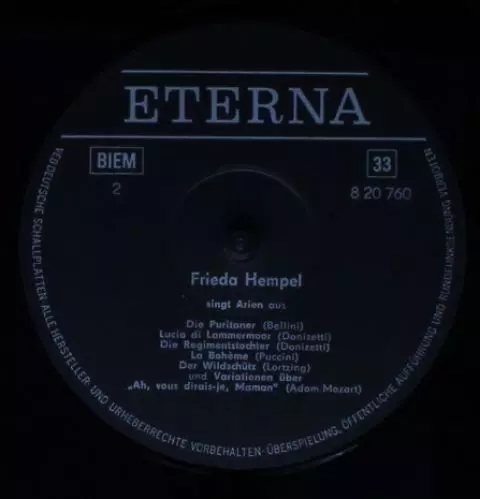 ETERNA
BIEM
2
33
8 20 760
Frieda Hempel
singt Arien aus
Die Puritaner (Bellini)
Lucia di Lammermoor (Donizetti)
Die Regimentstochter (Donizetti)
La Bohème (Puccini)
Der Wildschütz (Lortzing)
und Variationen über
„Ah, vous dirais-je, Maman" (Adam Mozart)
VEB DEUTSCHE SCHALLPLATTEN · ALLE HERSTELLER- UND URHEBERRECHTE VORBEHALTEN · ÜBERSPIELUNG, ÖFFENTLICHE AUFFÜHRUNG UND RUNDFUNKSENDUNG VERBOTEN